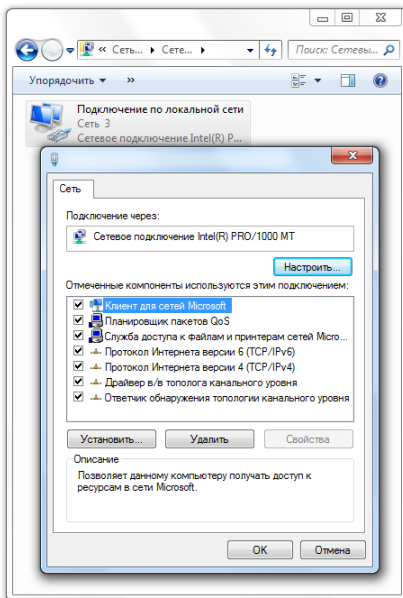 « Сеть... ▸ Сете... ▸
Поиск: Сетевы...
Упорядочить ▾ »
Подключение по локальной сети
Сеть 3
Сетевое подключение Intel(R) P...
Сеть
Подключение через:
Сетевое подключение Intel(R) PRO/1000 MT
Настроить...
Отмеченные компоненты используются этим подключением:
Клиент для сетей Microsoft
Планировщик пакетов QoS
Служба доступа к файлам и принтерам сетей Micro...
Протокол Интернета версии 6 (TCP/IPv6)
Протокол Интернета версии 4 (TCP/IPv4)
Драйвер в/в тополога канального уровня
Ответчик обнаружения топологии канального уровня
Установить... Удалить Свойства
Описание
Позволяет данному компьютеру получать доступ к
ресурсам в сети Microsoft.
OK Отмена